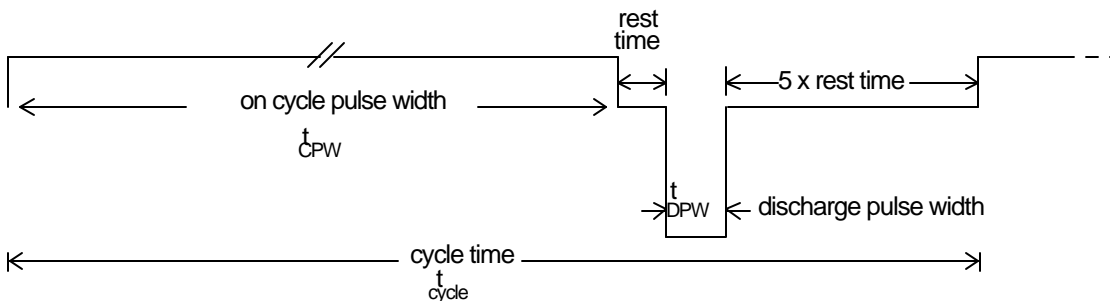 rest
time
5 x rest time
on cycle pulse width
t
CPW
t
DPW
discharge pulse width
cycle time
t
cycle